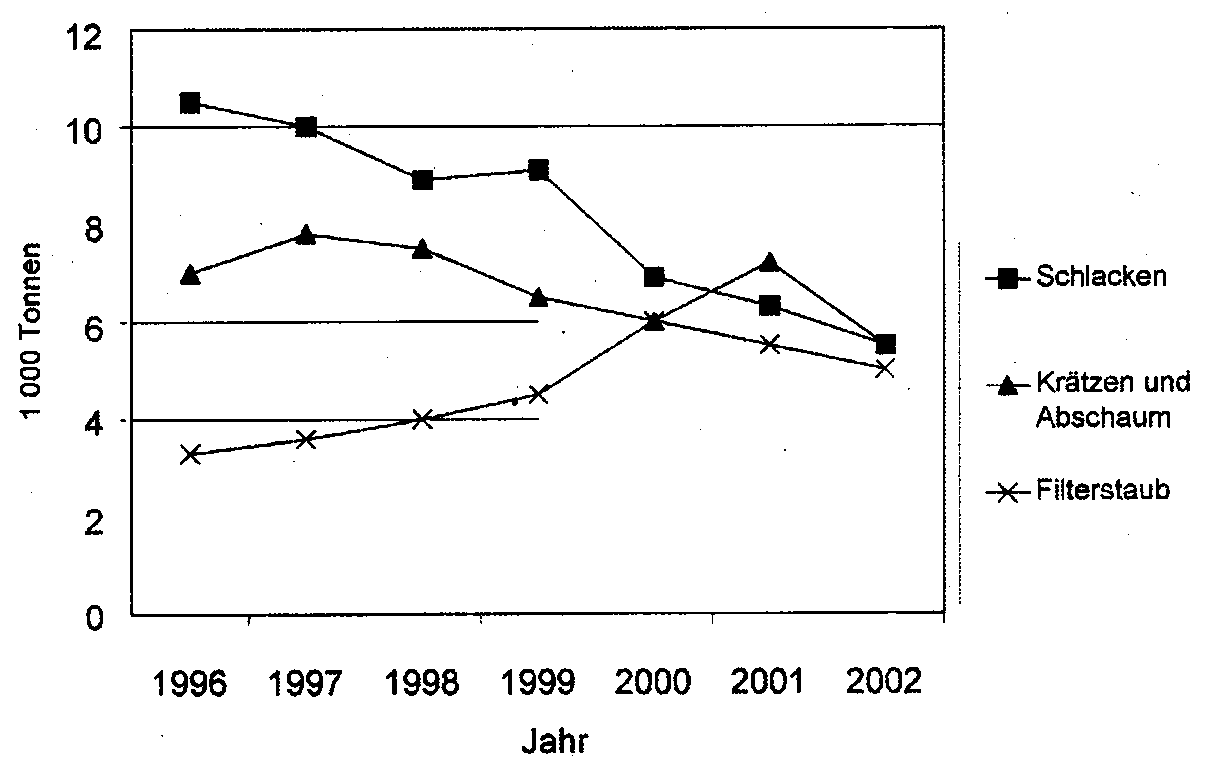 12
10
8
6
4
2
0
1 000 Tonnen
1996 1997 1998 1999 2000 2001 2002
Jahr
Schlacken
Krätzen und
Abschaum
Filterstaub